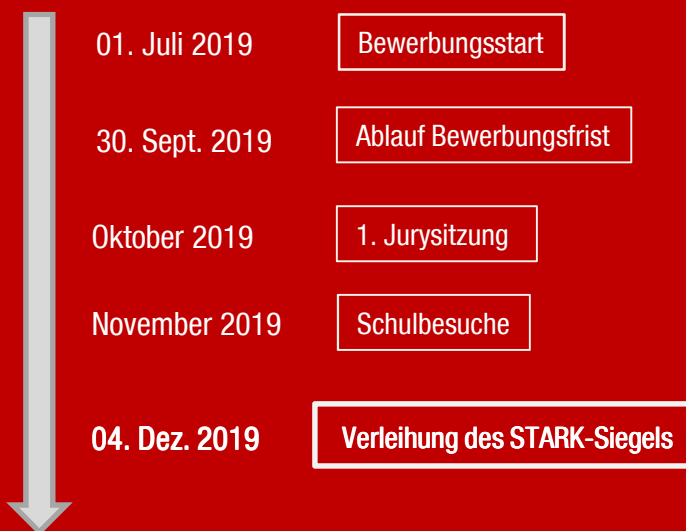 01. Juli 2019 Bewerbungsstart
30. Sept. 2019 Ablauf Bewerbungsfrist
Oktober 2019 1. Jurysitzung
November 2019 Schulbesuche
04. Dez. 2019 Verleihung des STARK-Siegels